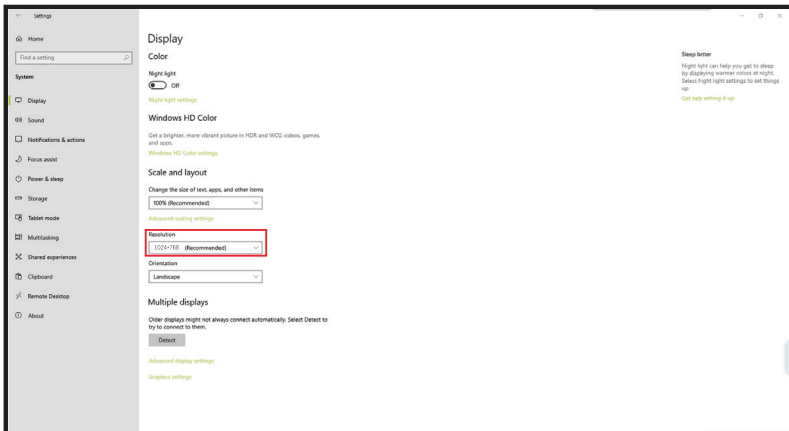 Settings
Home
Find a setting
System
Display
Sound
Notifications & actions
Focus assist
Power & sleep
Storage
Tablet mode
Multitasking
Shared experiences
Clipboard
Remote Desktop
About
Display
Color
Night light
Off
Night light settings
Windows HD Color
Get a brighter, more vibrant picture in HDR and WCG videos, games,
and apps.
Windows HD Color settings
Scale and layout
Change the size of text, apps, and other items
100% (Recommended)
Advanced scaling settings
Resolution
1024*768 (Recommended)
Orientation
Landscape
Multiple displays
Older displays might not always connect automatically. Select Detect to
try to connect to them.
Detect
Advanced display settings
Graphics settings
Sleep better
Night light can help you get to sleep
by displaying warmer colors at night.
Select night light settings to set things
up.
Get help setting it up